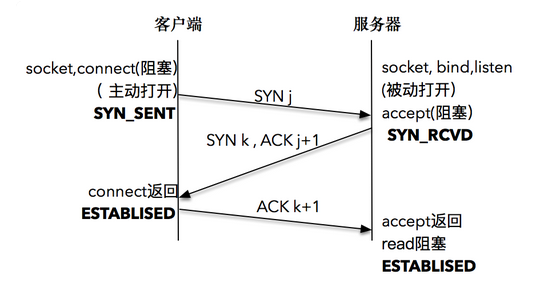 客户端
服务器
socket,connect(阻塞)
( 主动打开)
SYN_SENT
socket, bind,listen
(被动打开)
accept(阻塞)
SYN_RCVD
SYN j
SYN k , ACK j+1
connect返回
ESTABLISED
ACK k+1
accept返回
read阻塞
ESTABLISED